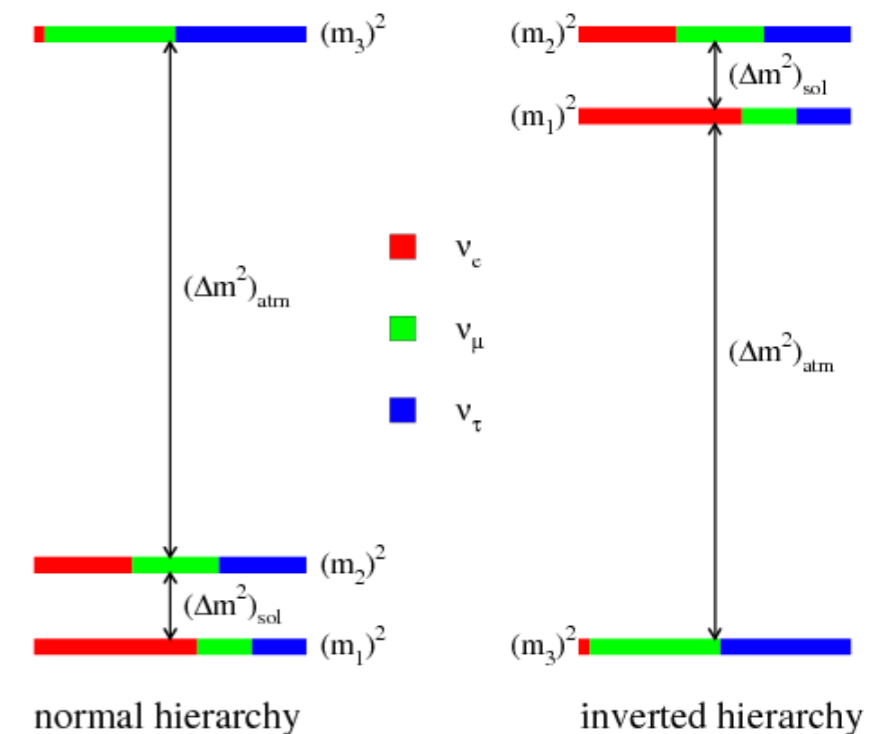 (m₃)²
(Δm²)atm
(m₂)²
(Δm²)sol
(m₁)²
normal hierarchy
νe
νμ
ντ
(m₂)²
(Δm²)sol
(m₁)²
(Δm²)atm
(m₃)²
inverted hierarchy